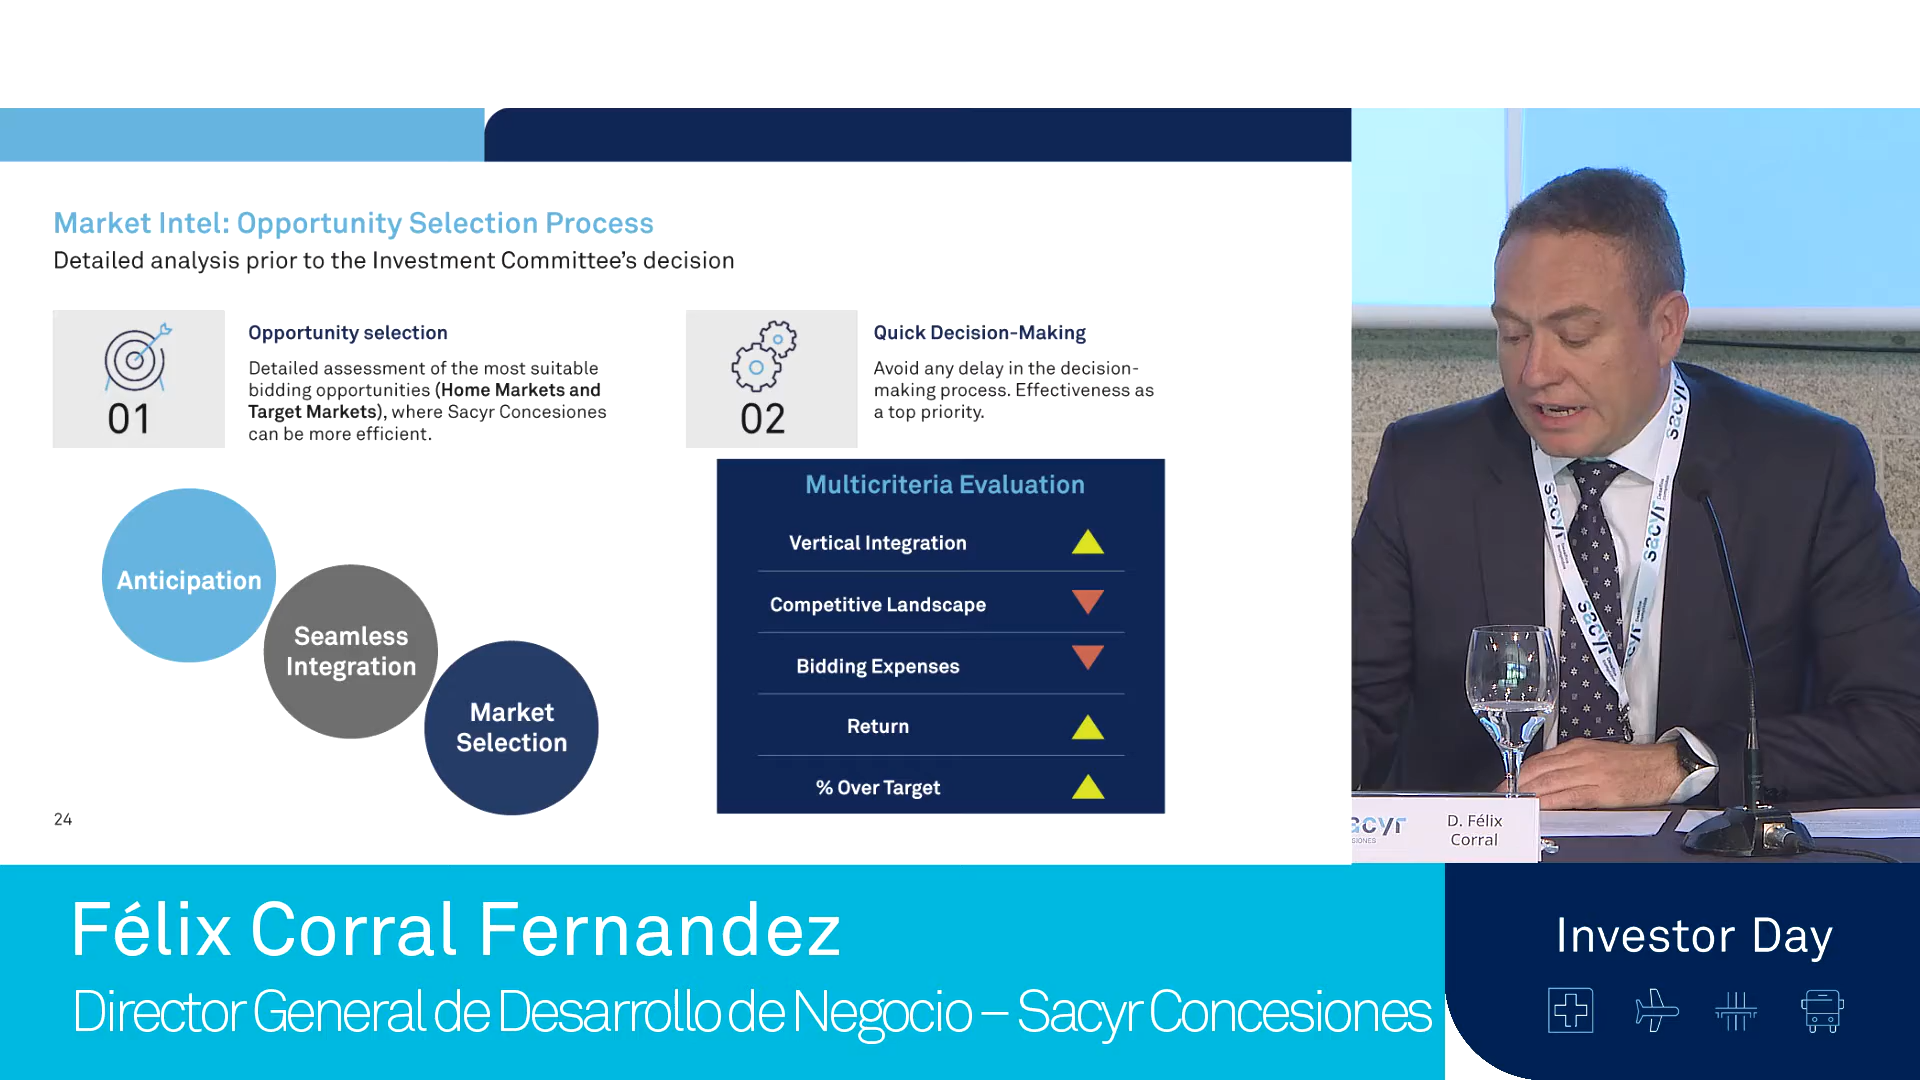 Market Intel: Opportunity Selection Process
Detailed analysis prior to the Investment Committee's decision
01
Opportunity selection
Detailed assessment of the most suitable
bidding opportunities (Home Markets and
Target Markets), where Sacyr Concesiones
can be more efficient.
02
Quick Decision-Making
Avoid any delay in the decision-
making process. Effectiveness as
a top priority.
Anticipation
Seamless
Integration
Market
Selection
Multicriteria Evaluation
Vertical Integration
Competitive Landscape
Bidding Expenses
Return
% Over Target
24
sacyr
sacyr
sacyr
sacyr
D. Félix
Corral
Félix Corral Fernandez
Director General de Desarrollo de Negocio – Sacyr Concesiones
Investor Day